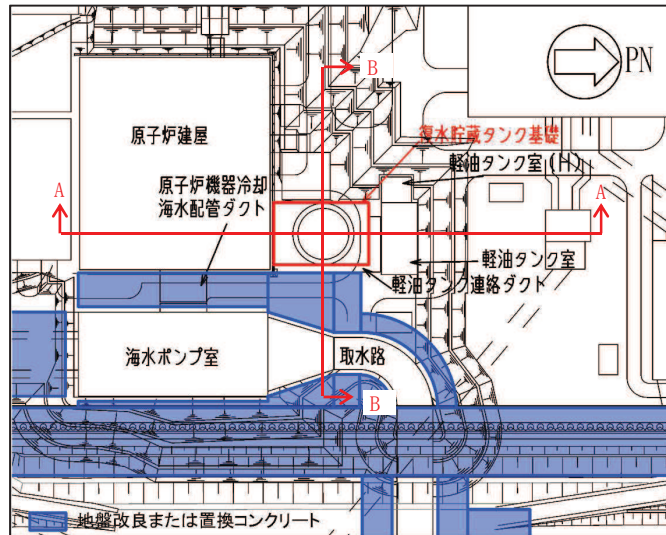 B
PN
原子炉建屋
復水貯蔵タンク基礎
軽油タンク室(H)
A
原子炉機器冷却
海水配管ダクト
A
軽油タンク室
軽油タンク連絡ダクト
海水ポンプ室
取水路
B
地盤改良または置換コンクリート